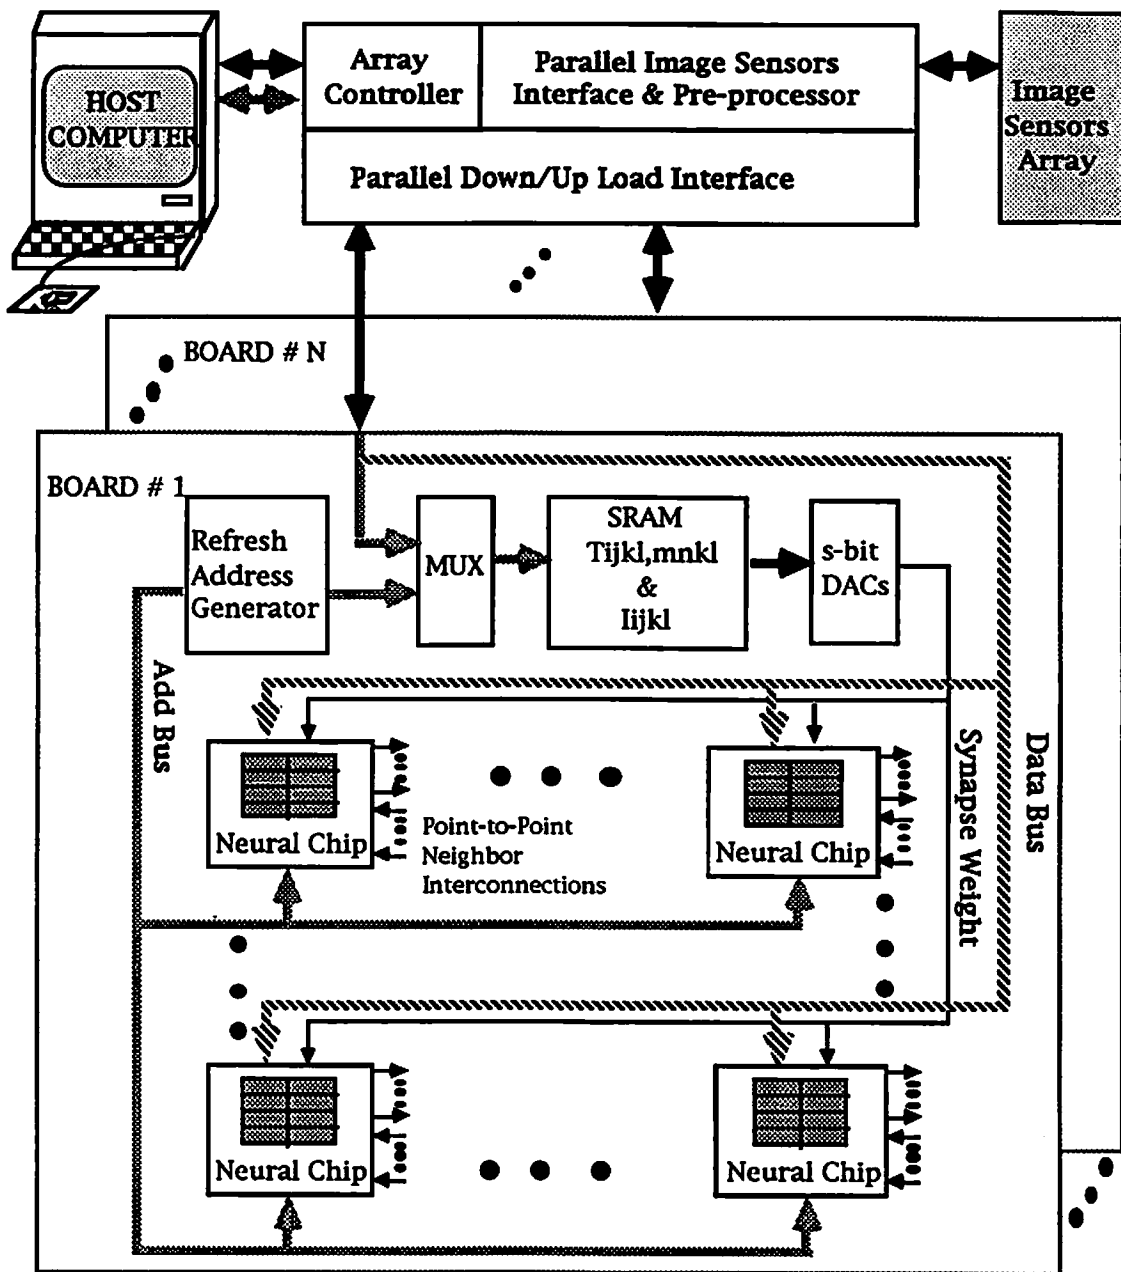 HOST
COMPUTER
Array
Controller
Parallel Image Sensors
Interface & Pre-processor
Image
Sensors
Array
Parallel Down/Up Load Interface
BOARD # N
BOARD # 1
Refresh
Address
Generator
MUX
SRAM
Tijkl,mnkl
&
Iijkl
s-bit
DACs
Add Bus
Synapse Weight
Data Bus
Neural Chip
Point-to-Point
Neighbor
Interconnections
Neural Chip
Neural Chip
Neural Chip